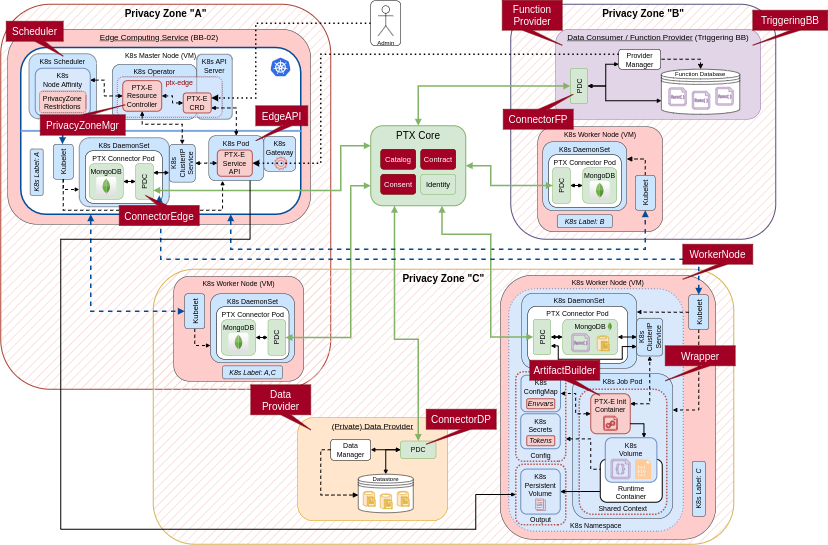 Privacy Zone "A"
Scheduler
Edge Computing Service (BB-02)
K8s Master Node (VM)
K8s Scheduler
K8s
Node Affinity
PrivacyZone
Restrictions
K8s Operator
ptx-edge
PTX-E
Resource
Controller
PTX-E
CRD
K8s API
Server
PrivacyZoneMgr
EdgeAPI
K8s Label: A
Kubelet
K8s DaemonSet
PTX Connector Pod
MongoDB
PDC
K8s
ClusterIP
Service
K8s Pod
PTX-E
Service
API
K8s
Gateway
ConnectorEdge
Admin
PTX Core
Catalog
Contract
Consent
Identity
Function
Provider
Privacy Zone "B"
TriggeringBB
Data Consumer / Function Provider (Triggering BB)
Provider
Manager
PDC
Function Database
func()
func()
func()
ConnectorFP
K8s Worker Node (VM)
K8s DaemonSet
PTX Connector Pod
PDC
MongoDB
Kubelet
K8s Label: B
Privacy Zone "C"
WorkerNode
K8s Worker Node (VM)
Kubelet
K8s DaemonSet
PTX Connector Pod
MongoDB
PDC
K8s Label: A,C
Data
Provider
ConnectorDP
(Private) Data Provider
Data
Manager
PDC
Datastore
K8s Worker Node (VM)
K8s DaemonSet
PTX Connector Pod
PDC
MongoDB
func()
K8s
ClusterIP
Service
Kubelet
Wrapper
ArtifactBuilder
K8s
ConfigMap
Envvars
K8s
Secrets
Tokens
Config
K8s Job Pod
PTX-E Init
Container
K8s
Volume
Runtime
Container
Shared Context
K8s
Persistent
Volume
Output
K8s Namespace
K8s Label: C